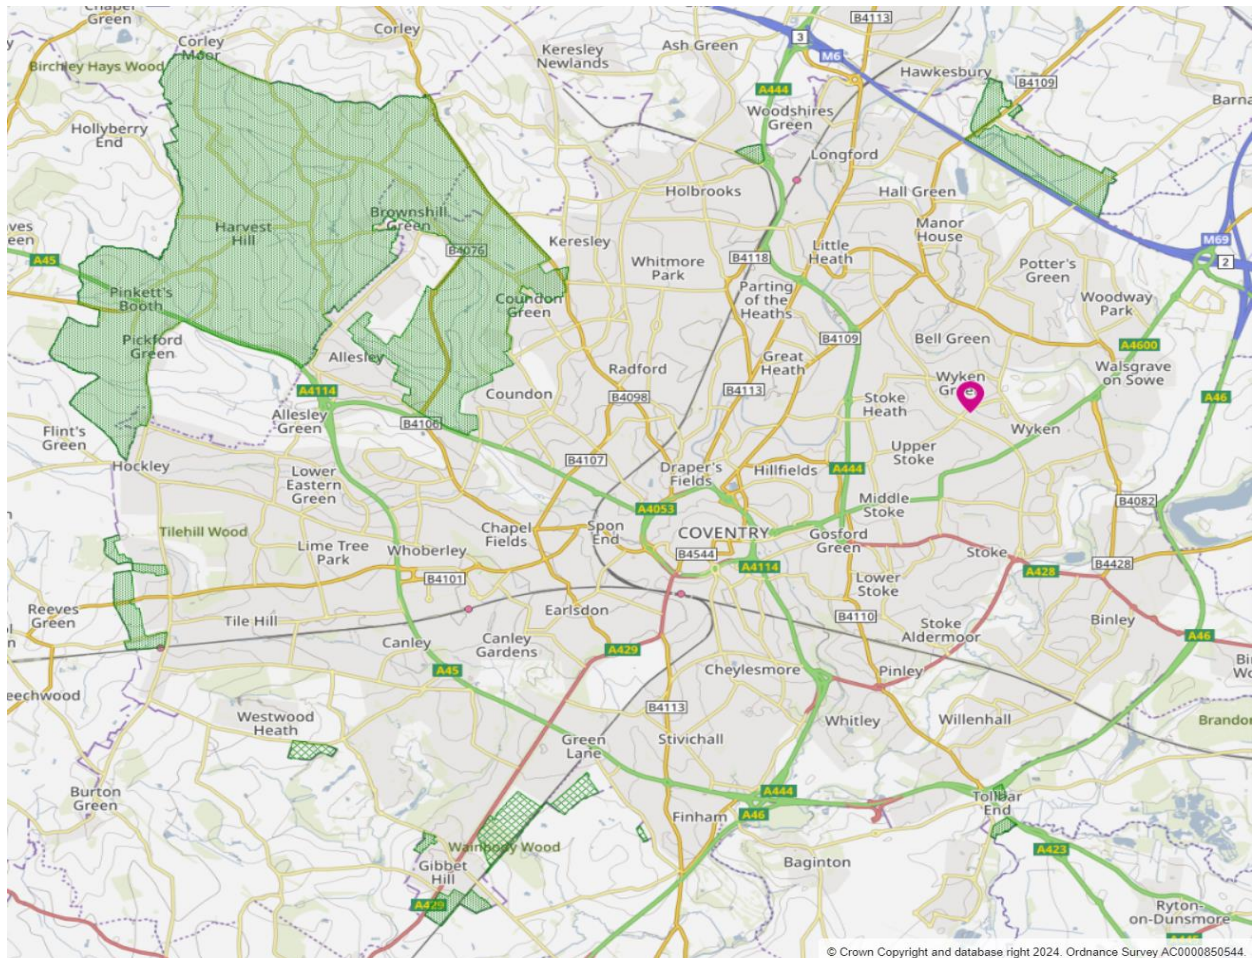 Chapel
Green
Corley
Moor
Corley
Birchley Hays Wood
Keresley
Newlands
Ash Green
B4113
3
M6
Hawkesbury
B4109
A444
Woodshires
Green
Barna
Hollyberry
End
Longford
Holbrooks
Hall Green
Brownshill
Green
Harvest
Hill
B4076
Keresley
Manor
House
Little
Heath
M69
2
A45
Whitmore
Park
B4118
Potter's
Green
Pinkett's
Booth
Coundon
Green
Parting
of the
Heaths
Woodway
Park
Pickford
Green
Allesley
B4109
Bell Green
A4600
Radford
Great
Heath
Walsgrave
on Sowe
A4114
Coundon
B4098
B4113
Wyken
Green
Stoke
Heath
A46
Allesley
Green
B4106
Wyken
Flint's
Green
Hockley
B4107
Upper
Stoke
Lower
Eastern
Green
Draper's
Fields
Hillfields
A444
Middle
Stoke
B4082
A4053
Tilehill Wood
Chapel
Fields
Spon
End
COVENTRY
Gosford
Green
Lime Tree
Park
Whoberley
B4544
Stoke
A4114
A428
B4428
B4101
Lower
Stoke
Reeves
Green
Tile Hill
Earlsdon
B4110
Stoke
Aldermoor
Binley
Canley
Canley
Gardens
A429
A46
A45
Cheylesmore
Pinley
eechwood
B4113
Westwood
Heath
Whitley
Willenhall
Brandon
Green
Lane
Stivichall
Burton
Green
A444
Tollbar
End
A46
Finham
Wainbody Wood
A423
Baginton
Gibbet
Hill
A429
Ryton-
on-Dunsmore
A445
© Crown Copyright and database right 2024. Ordnance Survey AC0000850544.